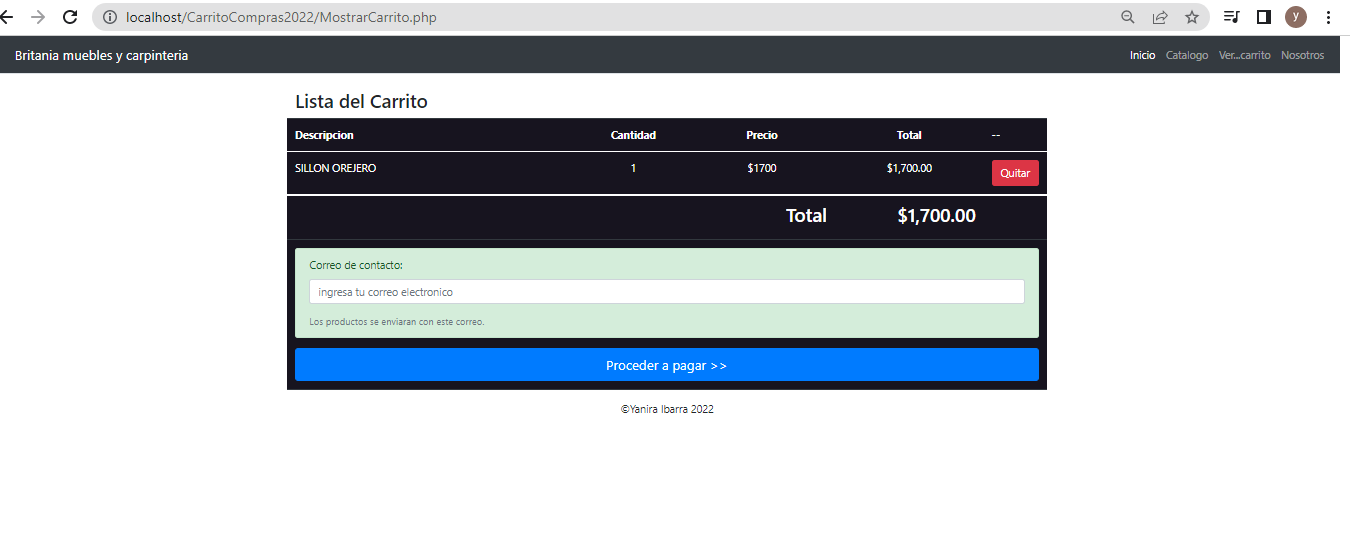 localhost/CarritoCompras2022/MostrarCarrito.php
y
Britania muebles y carpinteria Inicio Catalogo Ver...carrito Nosotros
Lista del Carrito
Descripcion Cantidad Precio Total --
SILLON OREJERO 1 $1700 $1,700.00 Quitar
Total $1,700.00
Correo de contacto:
ingresa tu correo electronico
Los productos se enviaran con este correo.
Proceder a pagar >>
©Yanira Ibarra 2022